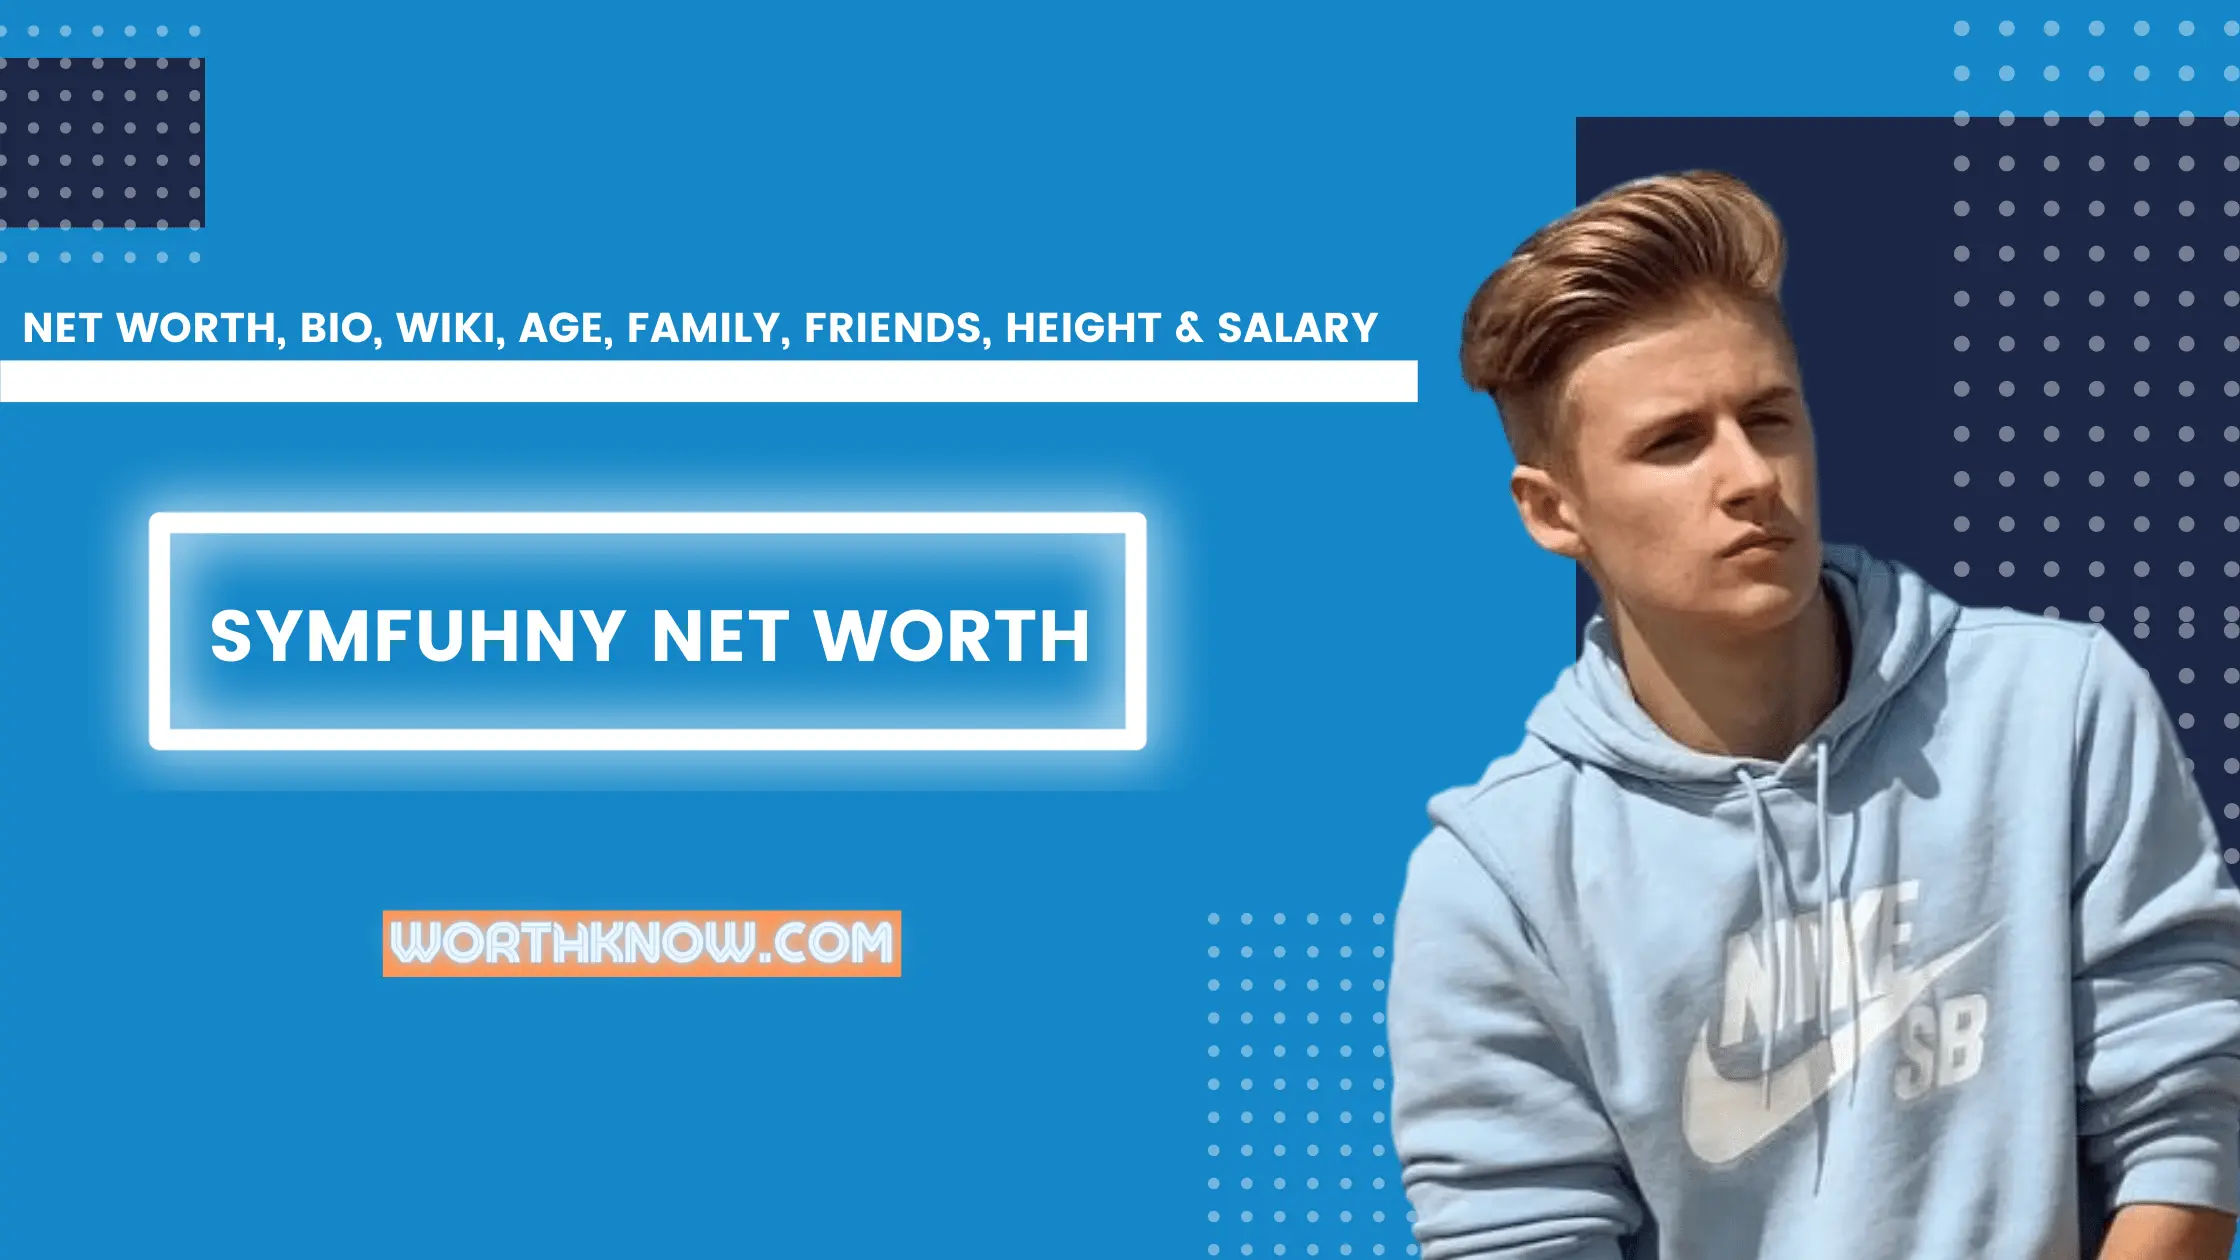 NET WORTH, BIO, WIKI, AGE, FAMILY, FRIENDS, HEIGHT & SALARY
SYMFUHNY NET WORTH
WORTHKNOW.COM
NIKE
SB